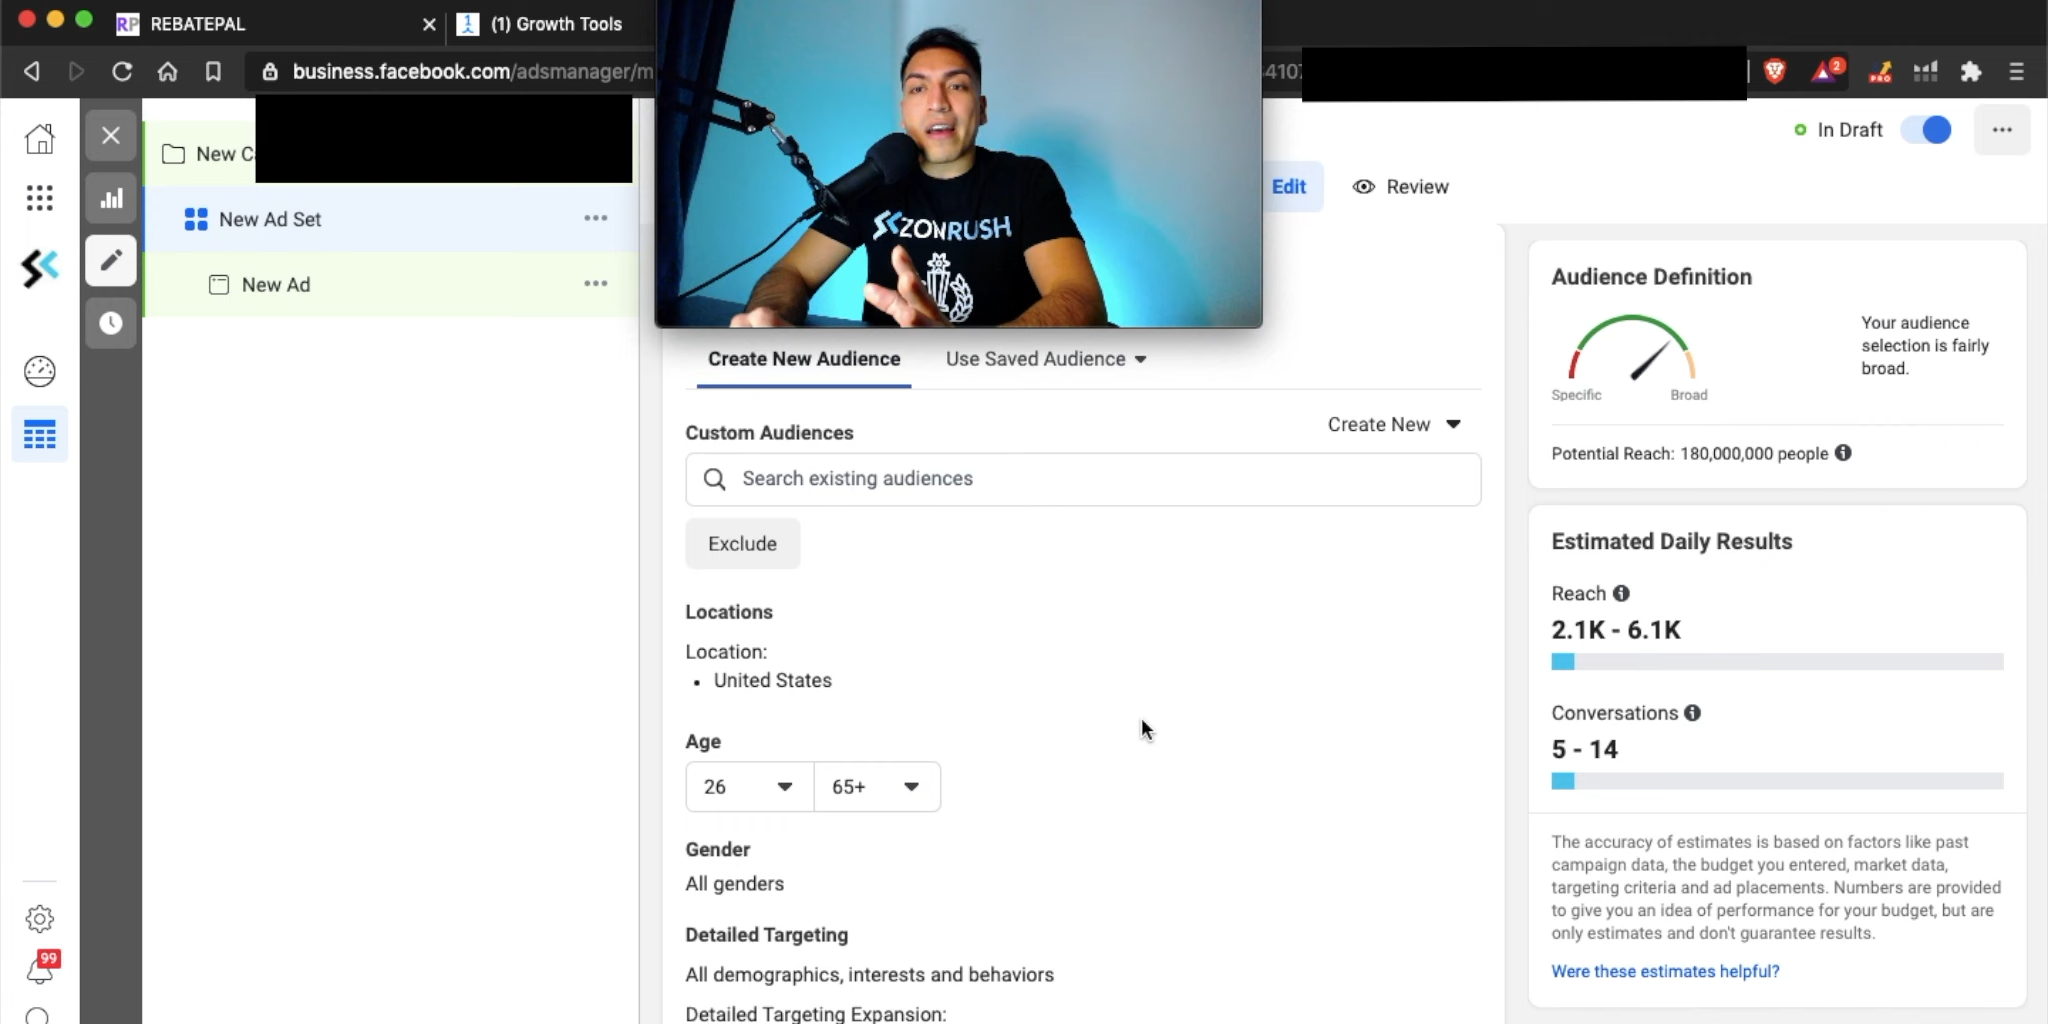 RP REBATEPAL
(1) Growth Tools
business.facebook.com/adsmanager/m
4107
2
PRO
New C
In Draft
Edit
Review
New Ad Set
New Ad
ZONRUSH
Create New Audience
Use Saved Audience
Custom Audiences
Create New
Search existing audiences
Exclude
Locations
Location:
• United States
Age
26
65+
Gender
All genders
Detailed Targeting
All demographics, interests and behaviors
Detailed Targeting Expansion:
Audience Definition
Your audience
selection is fairly
broad.
Specific
Broad
Potential Reach: 180,000,000 people
Estimated Daily Results
Reach
2.1K - 6.1K
Conversations
5 - 14
The accuracy of estimates is based on factors like past
campaign data, the budget you entered, market data,
targeting criteria and ad placements. Numbers are provided
to give you an idea of performance for your budget, but are
only estimates and don't guarantee results.
Were these estimates helpful?
99